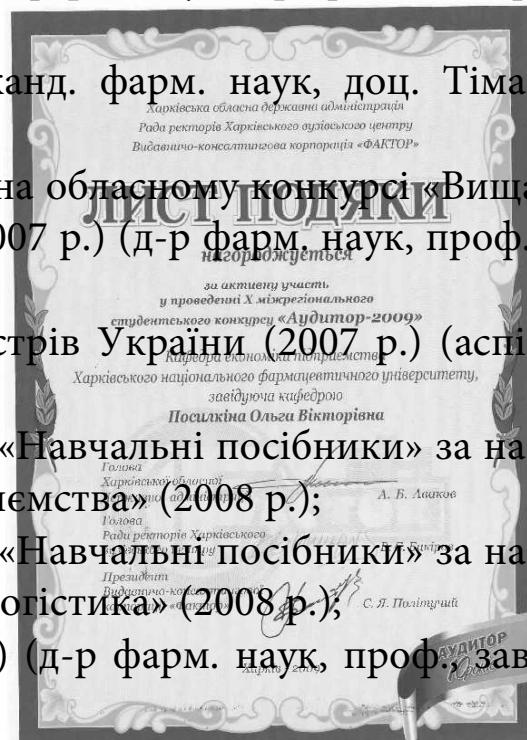 канд. фарм. наук, доц. Тіма
Харківська обласна державна адміністрація
Рада ректорів Харківського вузівського центру
Видавничо-консалтингова корпорація «ФАКТОР»
на обласному конкурсі «Вища
ЛИСТ ПОДЯКИ
007 р.) (д-р фарм. наук, проф.
нагороджується
за активну участь
у проведенні X міжрегіонального
студентського конкурсу «Аудитор-2009»
стрів України (2007 р.) (аспі
Кафедра економіки підприємства
Харківського національного фармацевтичного університету,
завідуюча кафедрою
Посилкіна Ольга Вікторівна
«Навчальні посібники» за на
Голова
Харківської обласної
адміністрації
А. Б. Аваков
ємства» (2008 р.);
Голова
Ради ректорів Харківського
«Навчальні посібники» за на
Президент
Видавничо-консалтингової
С. Я. Політучий
огістика» (2008 р.);
) (д-р фарм. наук, проф., зав
Харків
АУДИТОР